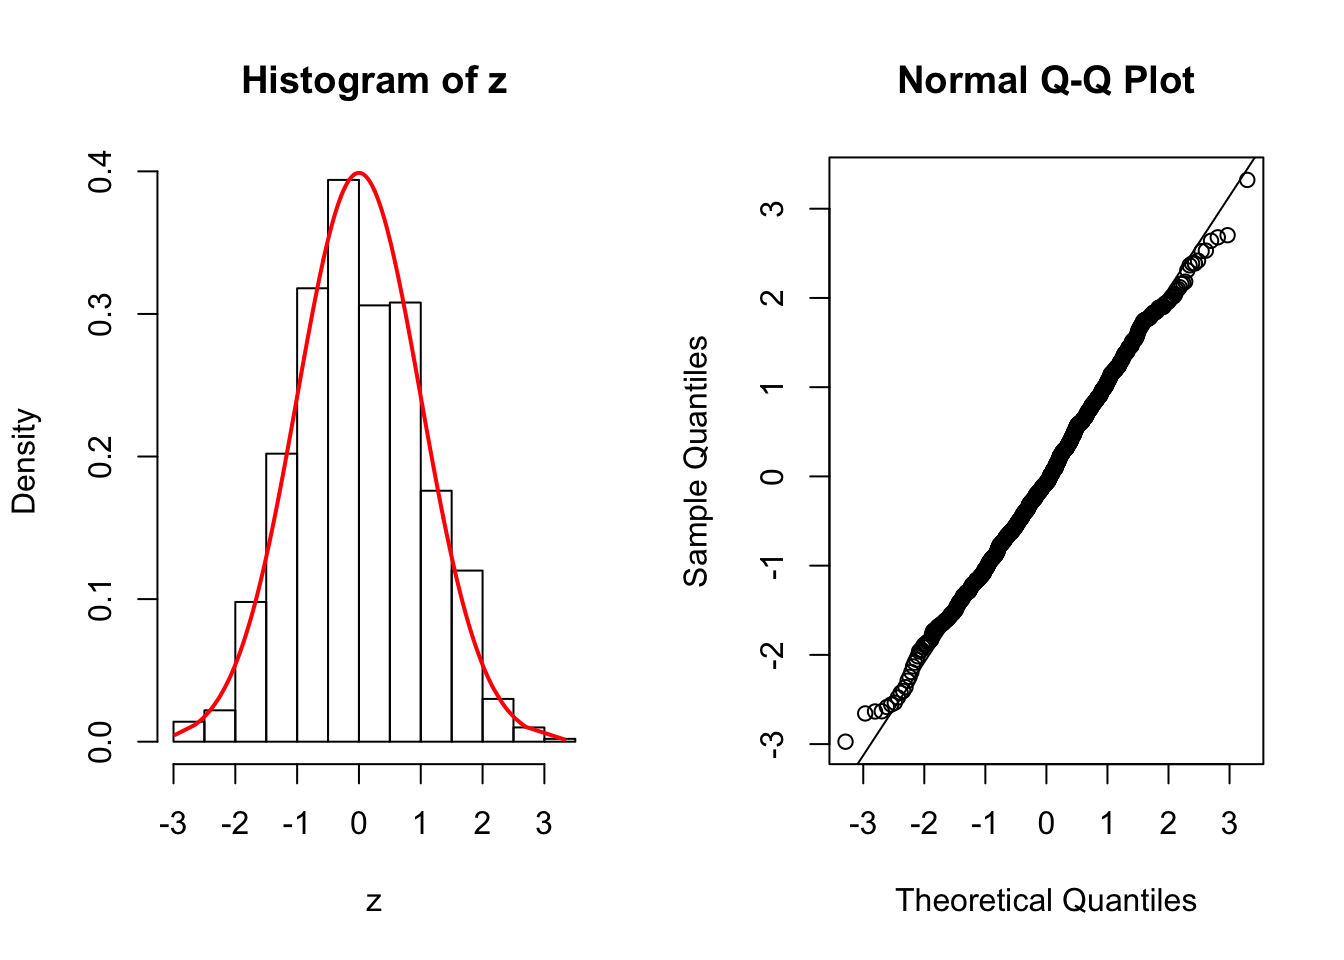 Histogram of z
Density
0.0
0.1
0.2
0.3
0.4
-3 -2 -1 0 1 2 3
z
Normal Q-Q Plot
Sample Quantiles
-3
-2
-1
0
1
2
3
-3 -2 -1 0 1 2 3
Theoretical Quantiles